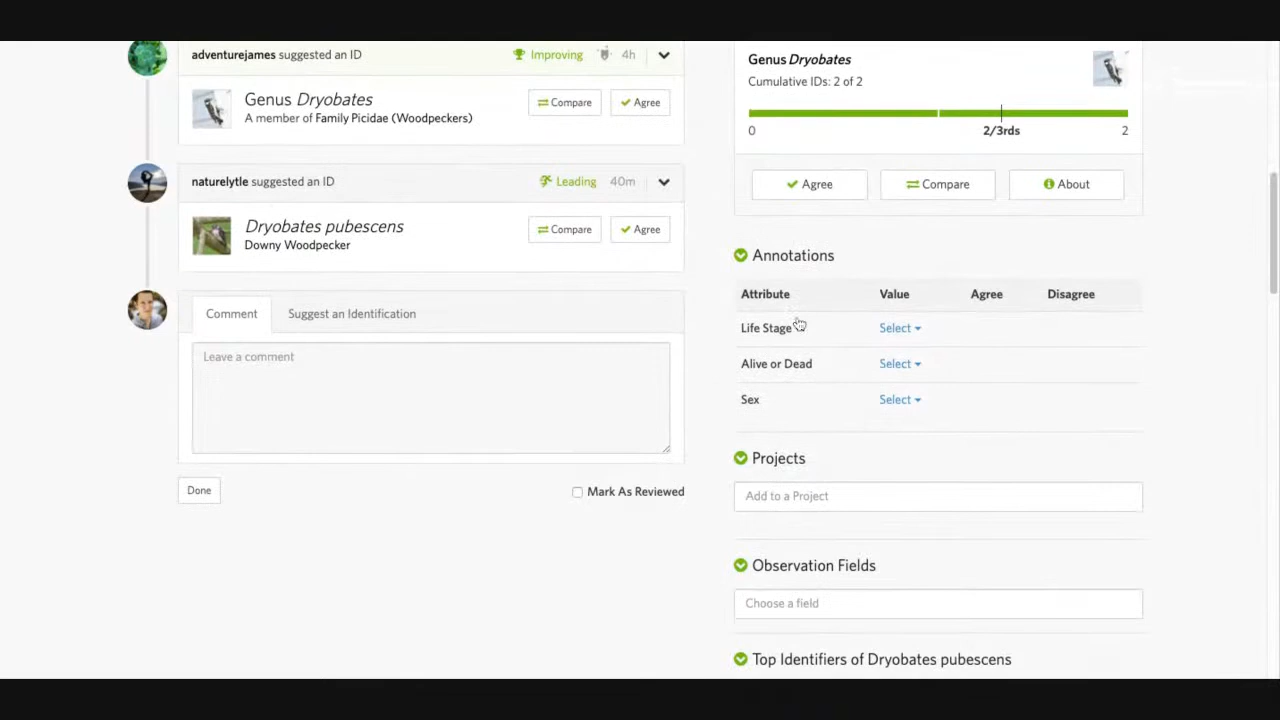 adventurejames suggested an ID Improving 4h
Genus Dryobates
A member of Family Picidae (Woodpeckers)
Compare Agree
naturelytle suggested an ID Leading 40m
Dryobates pubescens
Downy Woodpecker
Compare Agree
Comment Suggest an Identification
Leave a comment
Done Mark As Reviewed
Genus Dryobates
Cumulative IDs: 2 of 2
0 2/3rds 2
Agree Compare About
Annotations
Attribute Value Agree Disagree
Life Stage Select
Alive or Dead Select
Sex Select
Projects
Add to a Project
Observation Fields
Choose a field
Top Identifiers of Dryobates pubescens